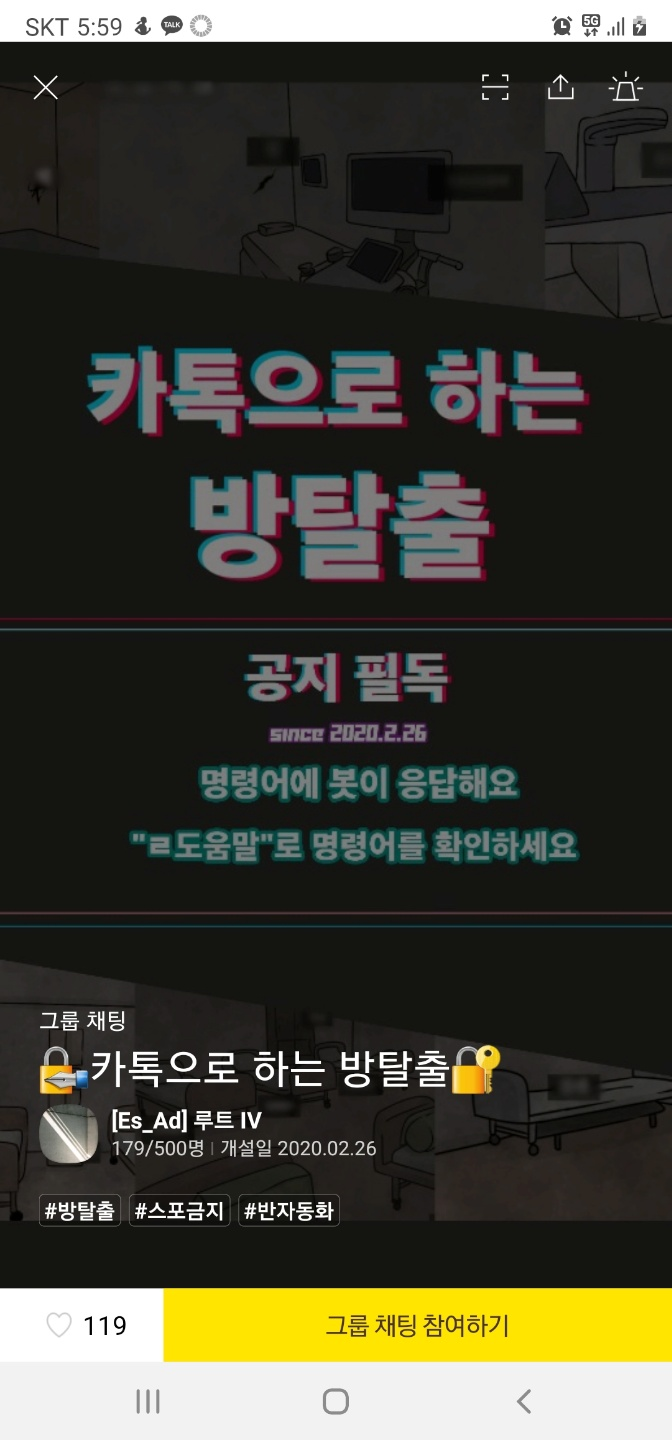 SKT 5:59 TALK 5G
카톡으로 하는
방탈출
공지 필독
since 2020.2.26
명령어에 봇이 응답해요
"ㄹ도움말"로 명령어를 확인하세요
그룹 채팅
🔏카톡으로 하는 방탈출🔐
[Es_Ad] 루트 IV
179/500명 | 개설일 2020.02.26
#방탈출 #스포금지 #반자동화
119 그룹 채팅 참여하기